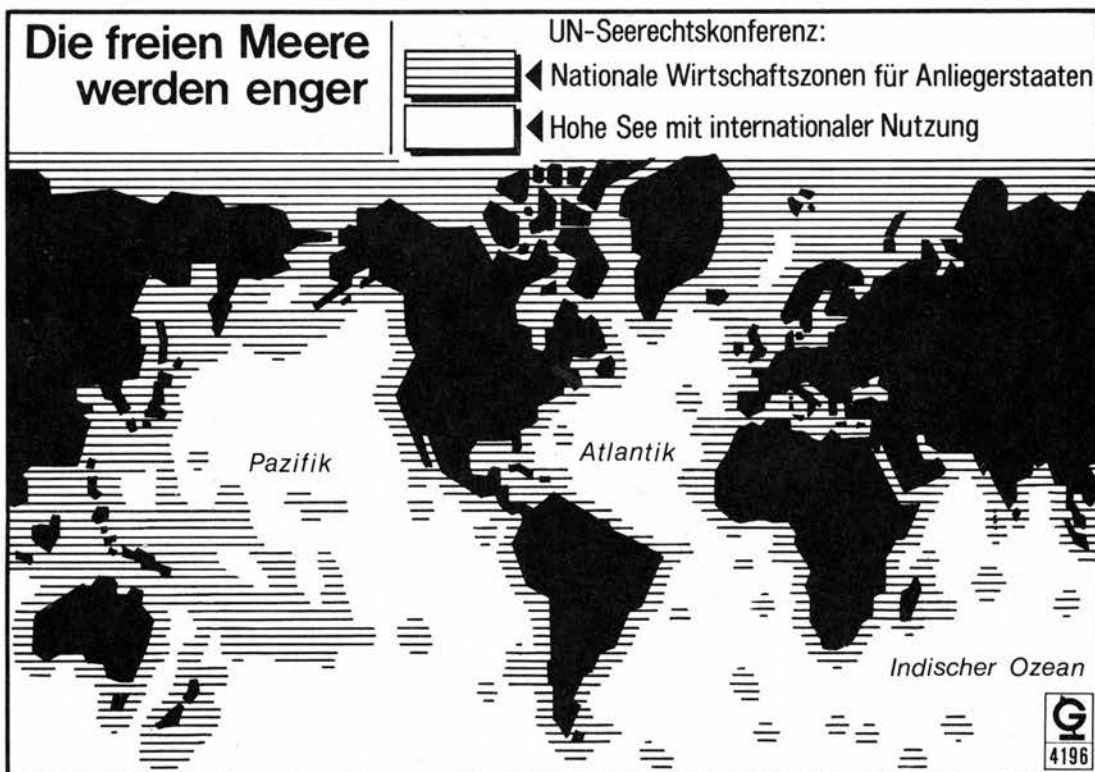 Die freien Meere
werden enger
UN-Seerechtskonferenz:
Nationale Wirtschaftszonen für Anliegerstaaten
Hohe See mit internationaler Nutzung
Pazifik
Atlantik
Indischer Ozean
G
4196